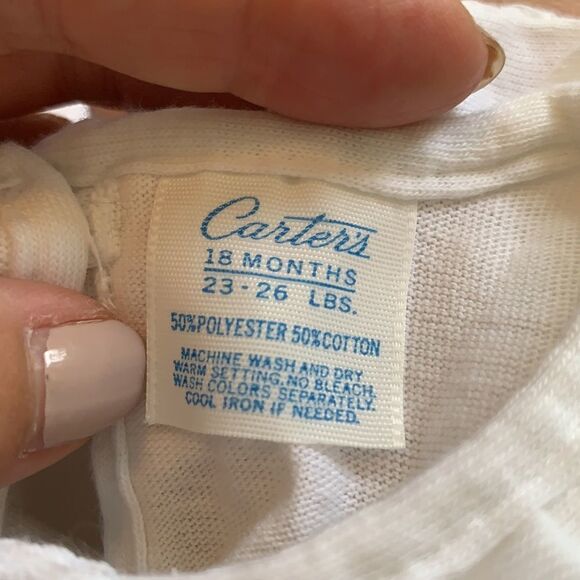 Carter's
18 MONTHS
23-26 LBS.
50%POLYESTER 50%COTTON
MACHINE WASH AND DRY
WARM SETTING, NO BLEACH.
WASH COLORS SEPARATELY.
COOL IRON IF NEEDED.